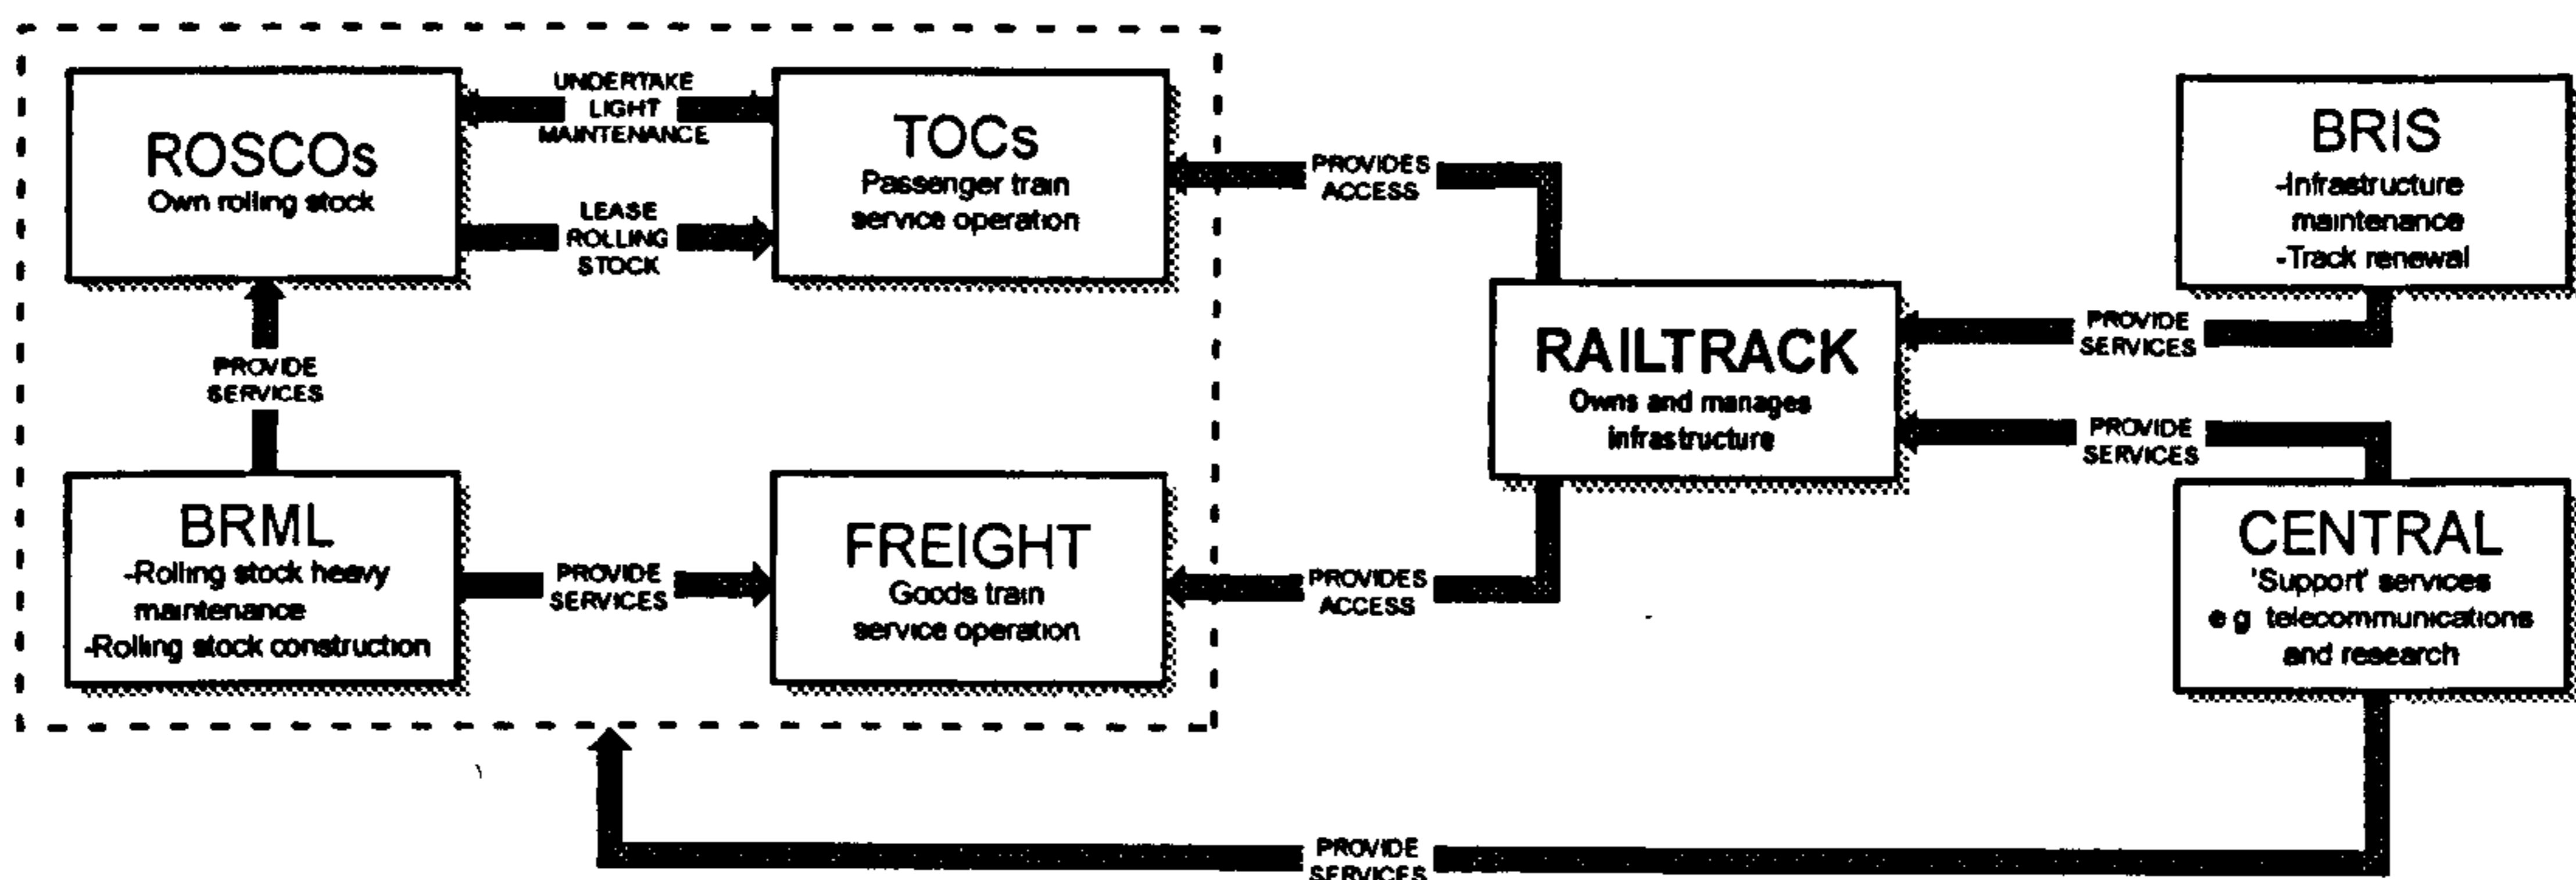 ROSCOs
Own rolling stock
UNDERTAKE
LIGHT
MAINTENANCE
LEASE
ROLLING
STOCK
TOCs
Passenger train
service operation
PROVIDES
ACCESS
BRIS
-Infrastructure
maintenance
-Track renewal
RAILTRACK
Owns and manages
infrastructure
PROVIDE
SERVICES
PROVIDE
SERVICES
PROVIDE
SERVICES
BRML
-Rolling stock heavy
maintenance
-Rolling stock construction
PROVIDE
SERVICES
FREIGHT
Goods train
service operation
PROVIDES
ACCESS
CENTRAL
'Support' services
e g telecommunications
and research
PROVIDE
SERVICES